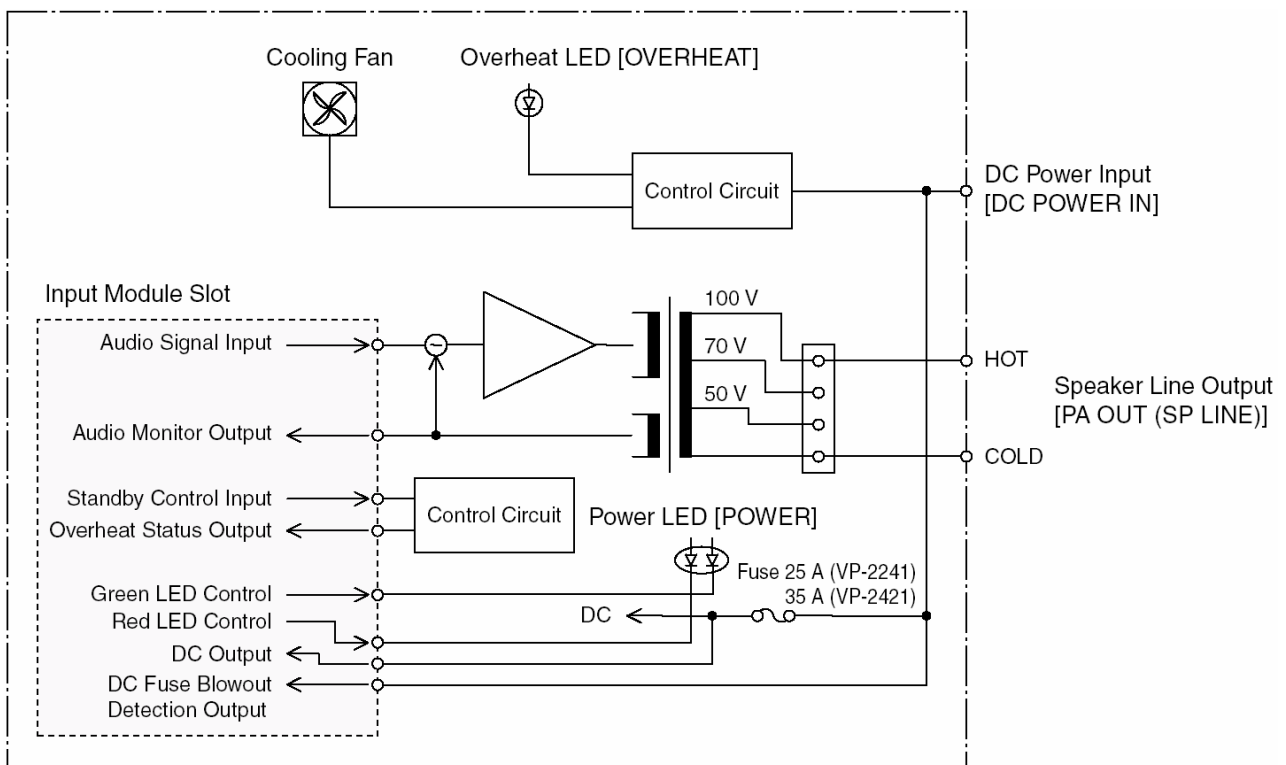 Cooling Fan
Overheat LED [OVERHEAT]
Control Circuit
DC Power Input
[DC POWER IN]
Input Module Slot
Audio Signal Input
Audio Monitor Output
Standby Control Input
Overheat Status Output
Green LED Control
Red LED Control
DC Output
DC Fuse Blowout
Detection Output
100 V
70 V
50 V
HOT
COLD
Speaker Line Output
[PA OUT (SP LINE)]
Control Circuit
Power LED [POWER]
Fuse 25 A (VP-2241)
35 A (VP-2421)
DC